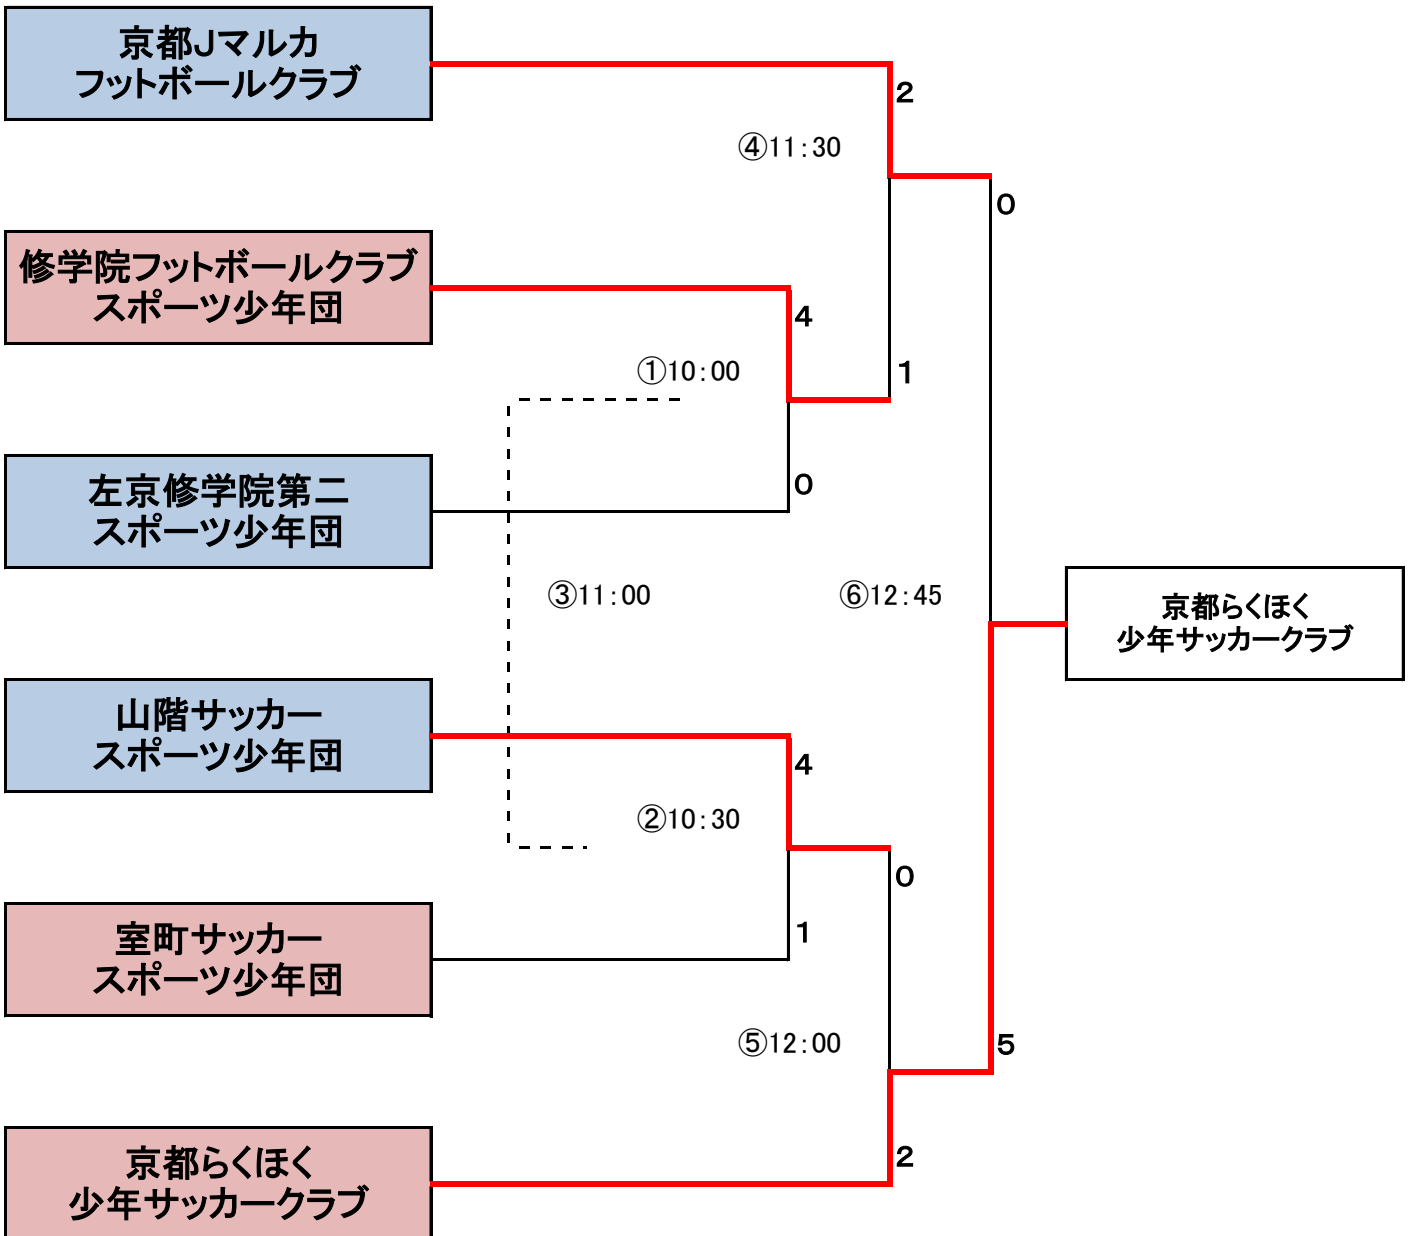 京都Jマルカ
フットボールクラブ
2
④11:30
0
修学院フットボールクラブ
スポーツ少年団
4
①10:00
1
左京修学院第二
スポーツ少年団
0
③11:00
⑥12:45
京都らくほく
少年サッカークラブ
山階サッカー
スポーツ少年団
4
②10:30
0
室町サッカー
スポーツ少年団
1
⑤12:00
5
京都らくほく
少年サッカークラブ
2